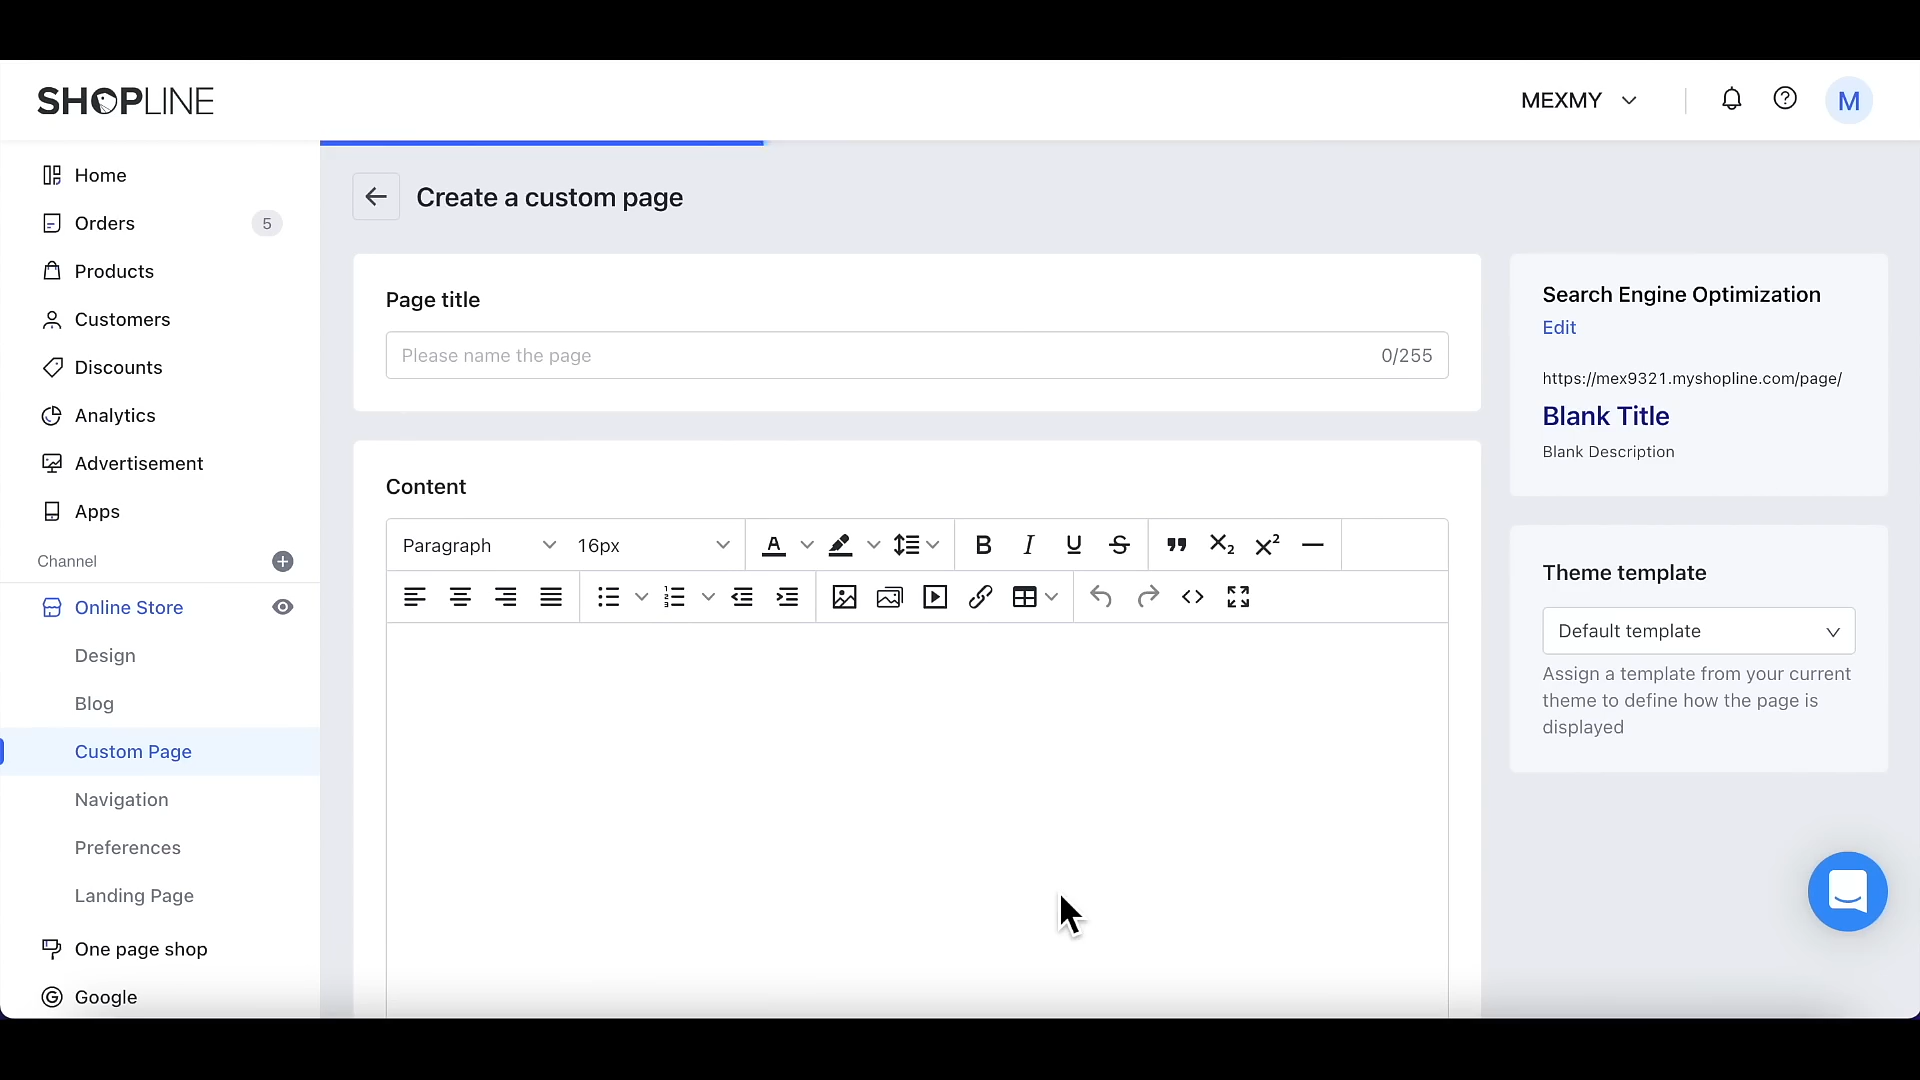 SHOPLINE
MEXMY
M
Home
Orders 5
Products
Customers
Discounts
Analytics
Advertisement
Apps
Channel
Online Store
Design
Blog
Custom Page
Navigation
Preferences
Landing Page
One page shop
Google
Create a custom page
Page title
Please name the page 0/255
Content
Paragraph 16px
Search Engine Optimization
Edit
https://mex9321.myshopline.com/page/
Blank Title
Blank Description
Theme template
Default template
Assign a template from your current
theme to define how the page is
displayed